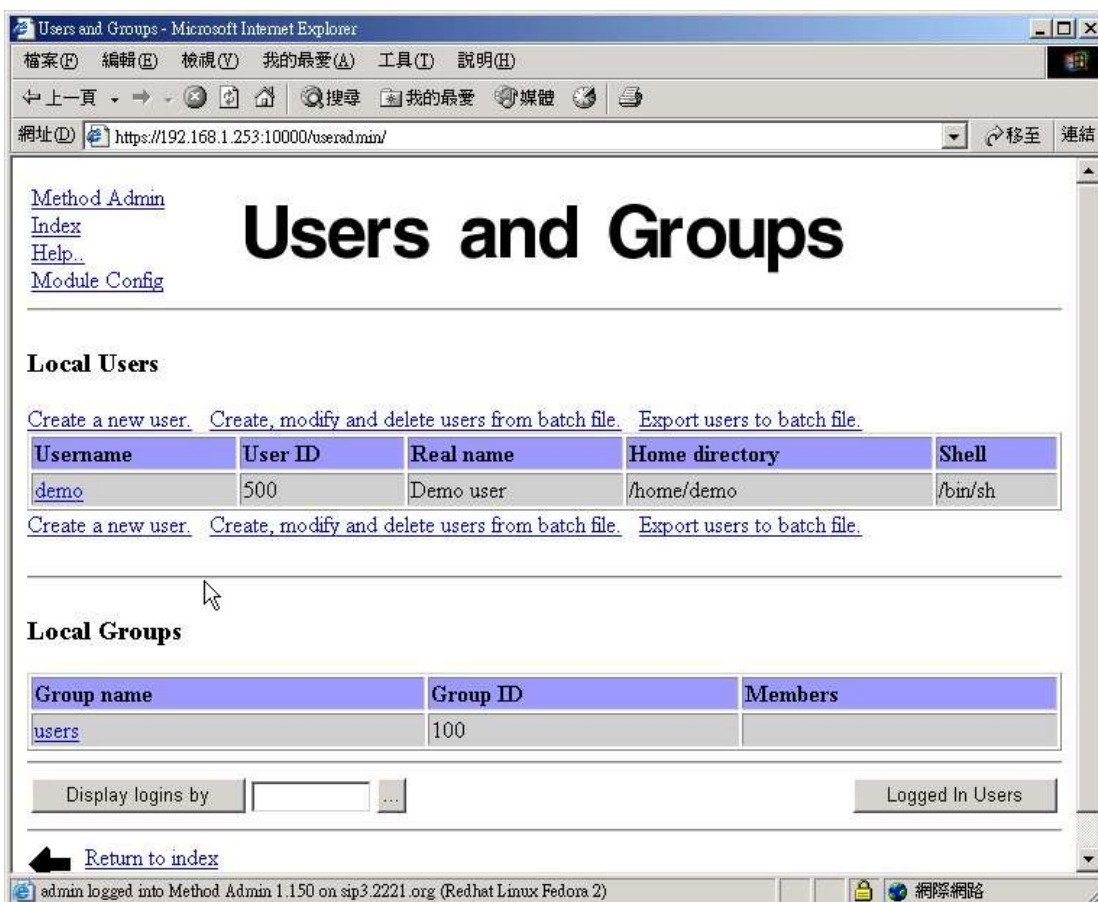 Users and Groups - Microsoft Internet Explorer
檔案(F) 編輯(E) 檢視(V) 我的最愛(A) 工具(T) 說明(H)
上一頁 搜尋 我的最愛 媒體
網址(D) https://192.168.1.253:10000/useradmin/ 移至 連結
Method Admin
Index
Help..
Module Config
Users and Groups
Local Users
Create a new user. Create, modify and delete users from batch file. Export users to batch file.
Username User ID Real name Home directory Shell
demo 500 Demo user /home/demo /bin/sh
Create a new user. Create, modify and delete users from batch file. Export users to batch file.
Local Groups
Group name Group ID Members
users 100
Display logins by ... Logged In Users
Return to index
admin logged into Method Admin 1.150 on sip3.2221.org (Redhat Linux Fedora 2) 網際網路